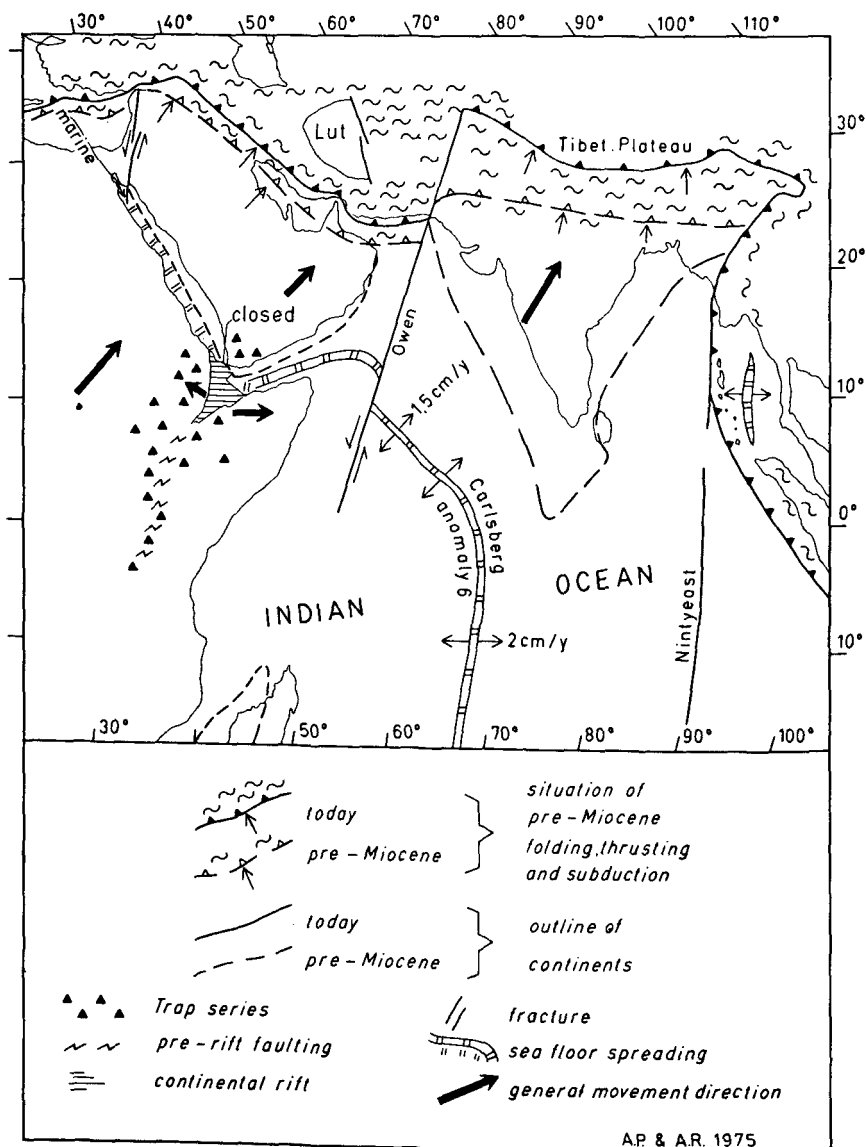 30° 40° 50° 60° 70° 80° 90° 100° 110°
marine
Lut
Tibet. Plateau
30°
20°
closed
Owen
10°
1.5 cm/y
Carlsberg
anomaly 6
0°
INDIAN
OCEAN
2 cm/y
Nintyeast
10°
30° 50° 60° 70° 80° 90° 100°
today
pre-Miocene
situation of
pre-Miocene
folding, thrusting
and subduction
today
pre-Miocene
outline of
continents
Trap series
pre-rift faulting
continental rift
fracture
sea floor spreading
general movement direction
A.P. & A.R. 1975